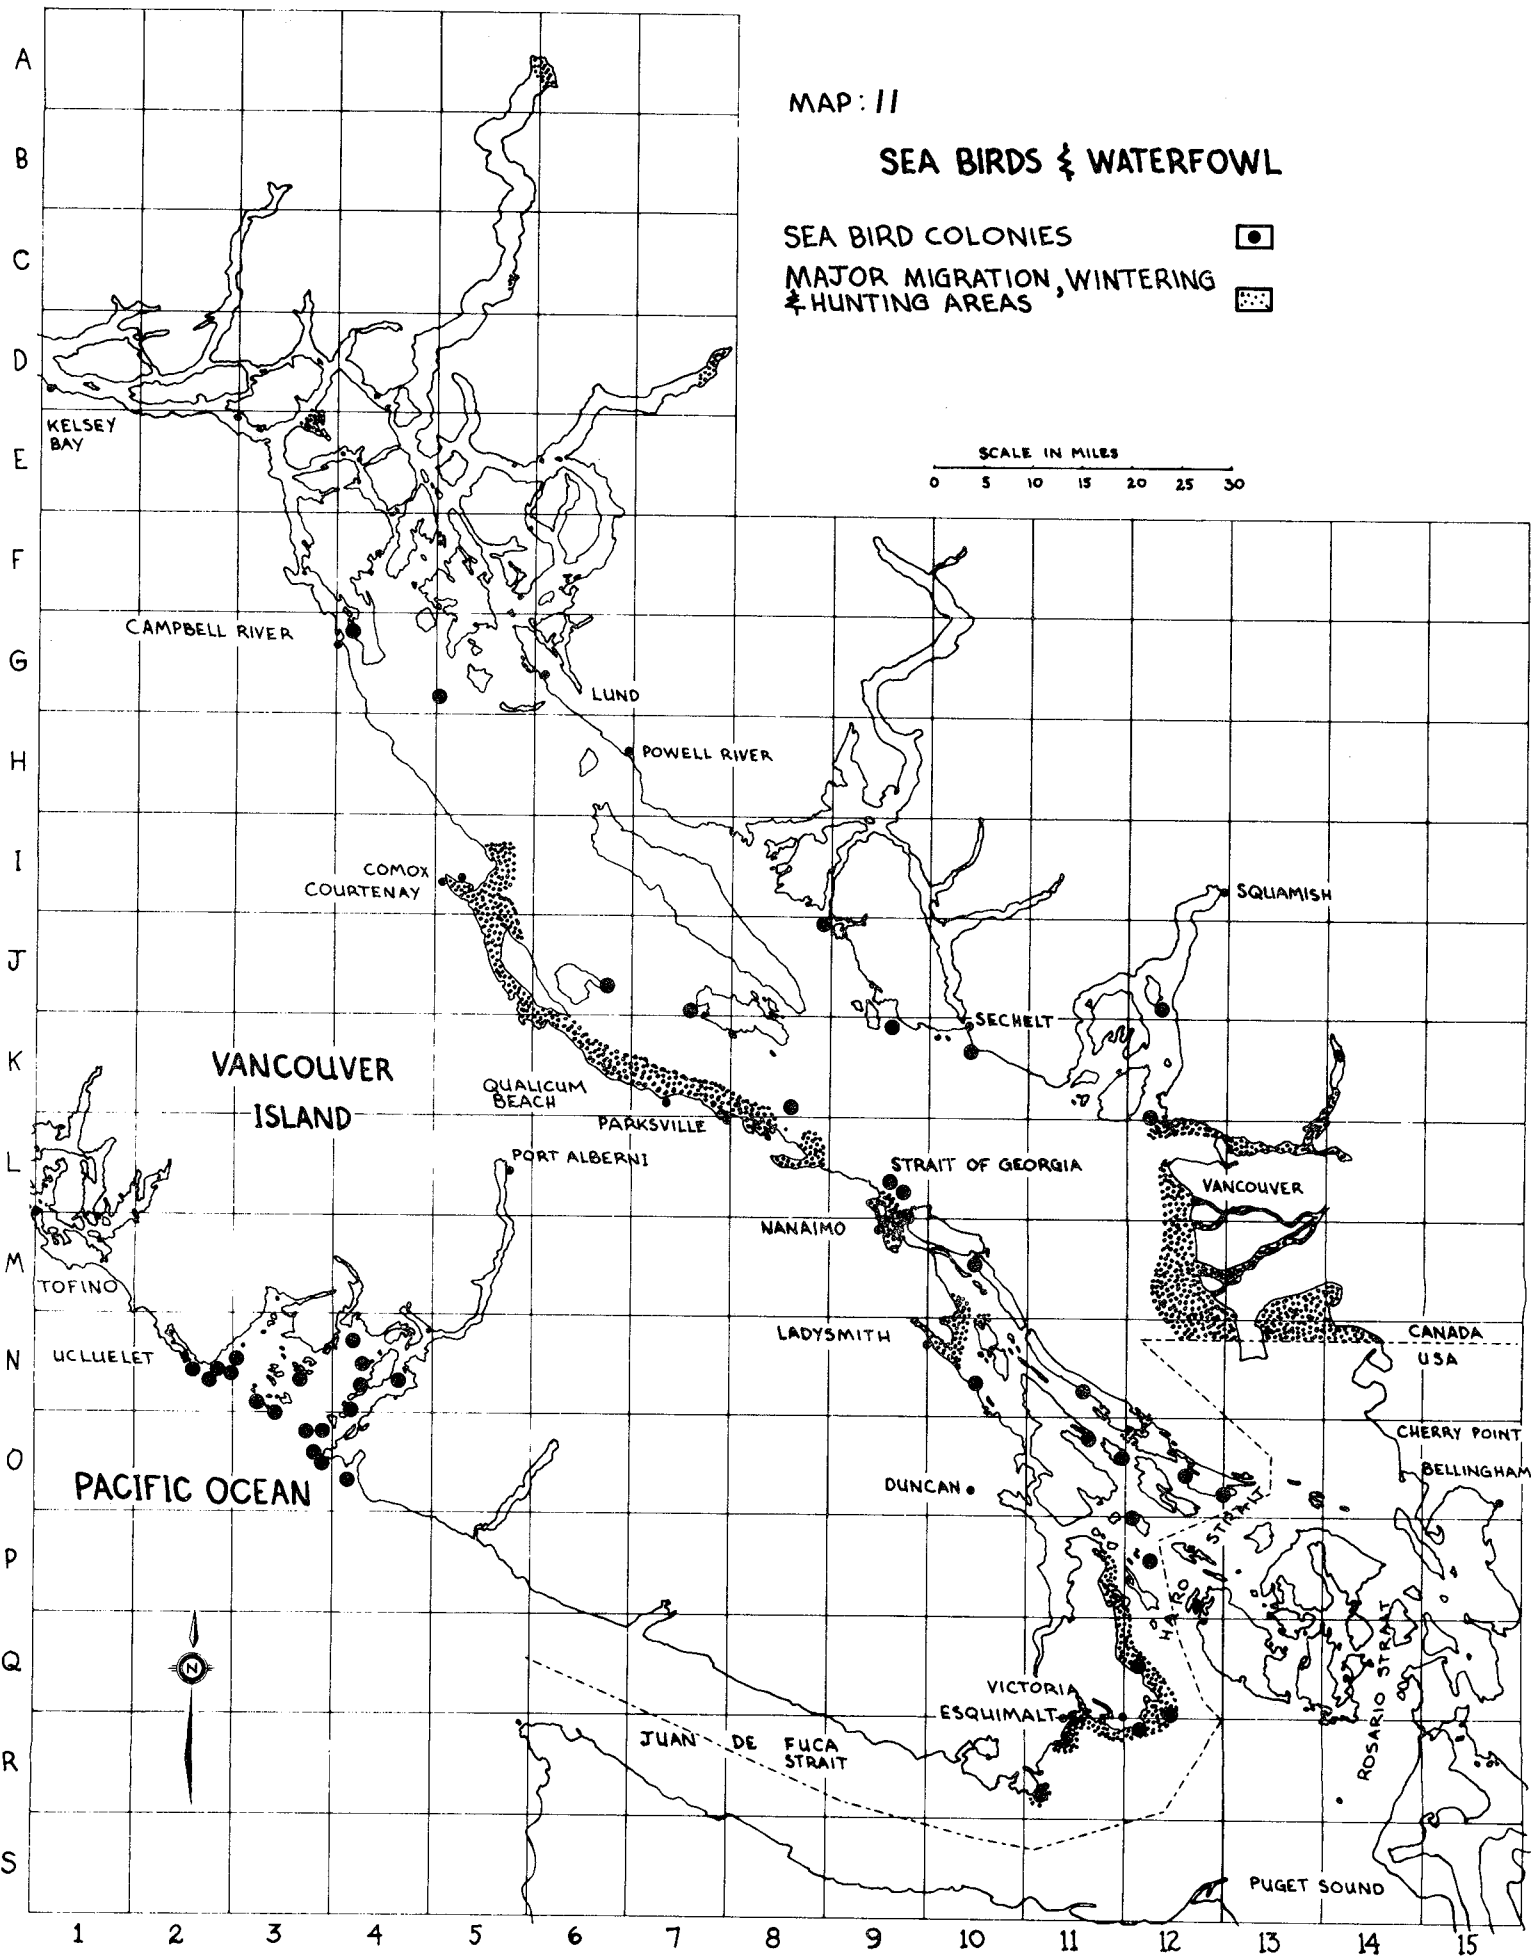 A
B
C
D
E
F
G
H
I
J
K
L
M
N
O
P
Q
R
S
MAP: 11
SEA BIRDS & WATERFOWL
SEA BIRD COLONIES
MAJOR MIGRATION, WINTERING
& HUNTING AREAS
SCALE IN MILES
0 5 10 15 20 25 30
KELSEY
BAY
CAMPBELL RIVER
LUND
POWELL RIVER
COMOX
COURTENAY
SQUAMISH
SECHELT
VANCOUVER
ISLAND
QUALICUM
BEACH
PARKSVILLE
PORT ALBERNI
STRAIT OF GEORGIA
VANCOUVER
NANAIMO
TOFINO
LADYSMITH
UCLUELET
CANADA
USA
CHERRY POINT
BELLINGHAM
PACIFIC OCEAN
DUNCAN
HARO STRAIT
ROSARIO STRAIT
N
VICTORIA
ESQUIMALT
JUAN DE FUCA
STRAIT
PUGET SOUND
1 2 3 4 5 6 7 8 9 10 11 12 13 14 15